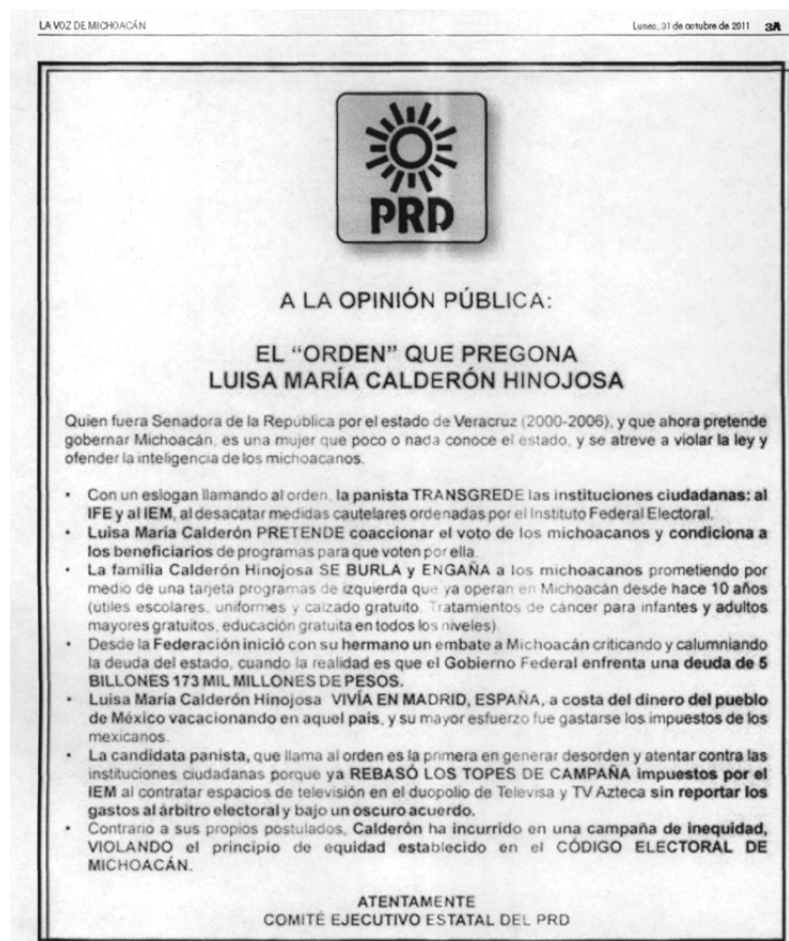 LA VOZ DE MICHOACÁN
Lunes, 31 de octubre de 2011 3A
PRD
A LA OPINIÓN PÚBLICA:
EL “ORDEN” QUE PREGONA
LUISA MARÍA CALDERÓN HINOJOSA
Quien fuera Senadora de la República por el estado de Veracruz (2000-2006), y que ahora pretende
gobernar Michoacán, es una mujer que poco o nada conoce el estado, y se atreve a violar la ley y
ofender la inteligencia de los michoacanos.
• Con un eslogan llamando al orden, la panista TRANSGREDE las instituciones ciudadanas: al
IFE y al IEM, al desacatar medidas cautelares ordenadas por el Instituto Federal Electoral.
• Luisa María Calderón PRETENDE coaccionar el voto de los michoacanos y condiciona a
los beneficiarios de programas para que voten por ella.
• La familia Calderón Hinojosa SE BURLA y ENGAÑA a los michoacanos prometiendo por
medio de una tarjeta programas de izquierda que ya operan en Michoacán desde hace 10 años
(útiles escolares, uniformes y calzado gratuito. Tratamientos de cáncer para infantes y adultos
mayores gratuitos, educación gratuita en todos los niveles)
• Desde la Federación inició con su hermano un embate a Michoacán criticando y calumniando
la deuda del estado, cuando la realidad es que el Gobierno Federal enfrenta una deuda de 5
BILLONES 173 MIL MILLONES DE PESOS.
• Luisa María Calderón Hinojosa VIVÍA EN MADRID, ESPAÑA, a costa del dinero del pueblo
de México vacacionando en aquel país, y su mayor esfuerzo fue gastarse los impuestos de los
mexicanos.
• La candidata panista, que llama al orden es la primera en generar desorden y atentar contra las
instituciones ciudadanas porque ya REBASÓ LOS TOPES DE CAMPAÑA impuestos por el
IEM al contratar espacios de televisión en el duopolio de Televisa y TV Azteca sin reportar los
gastos al árbitro electoral y bajo un oscuro acuerdo.
• Contrario a sus propios postulados, Calderón ha incurrido en una campaña de inequidad,
VIOLANDO el principio de equidad establecido en el CÓDIGO ELECTORAL DE
MICHOACÁN.
ATENTAMENTE
COMITÉ EJECUTIVO ESTATAL DEL PRD